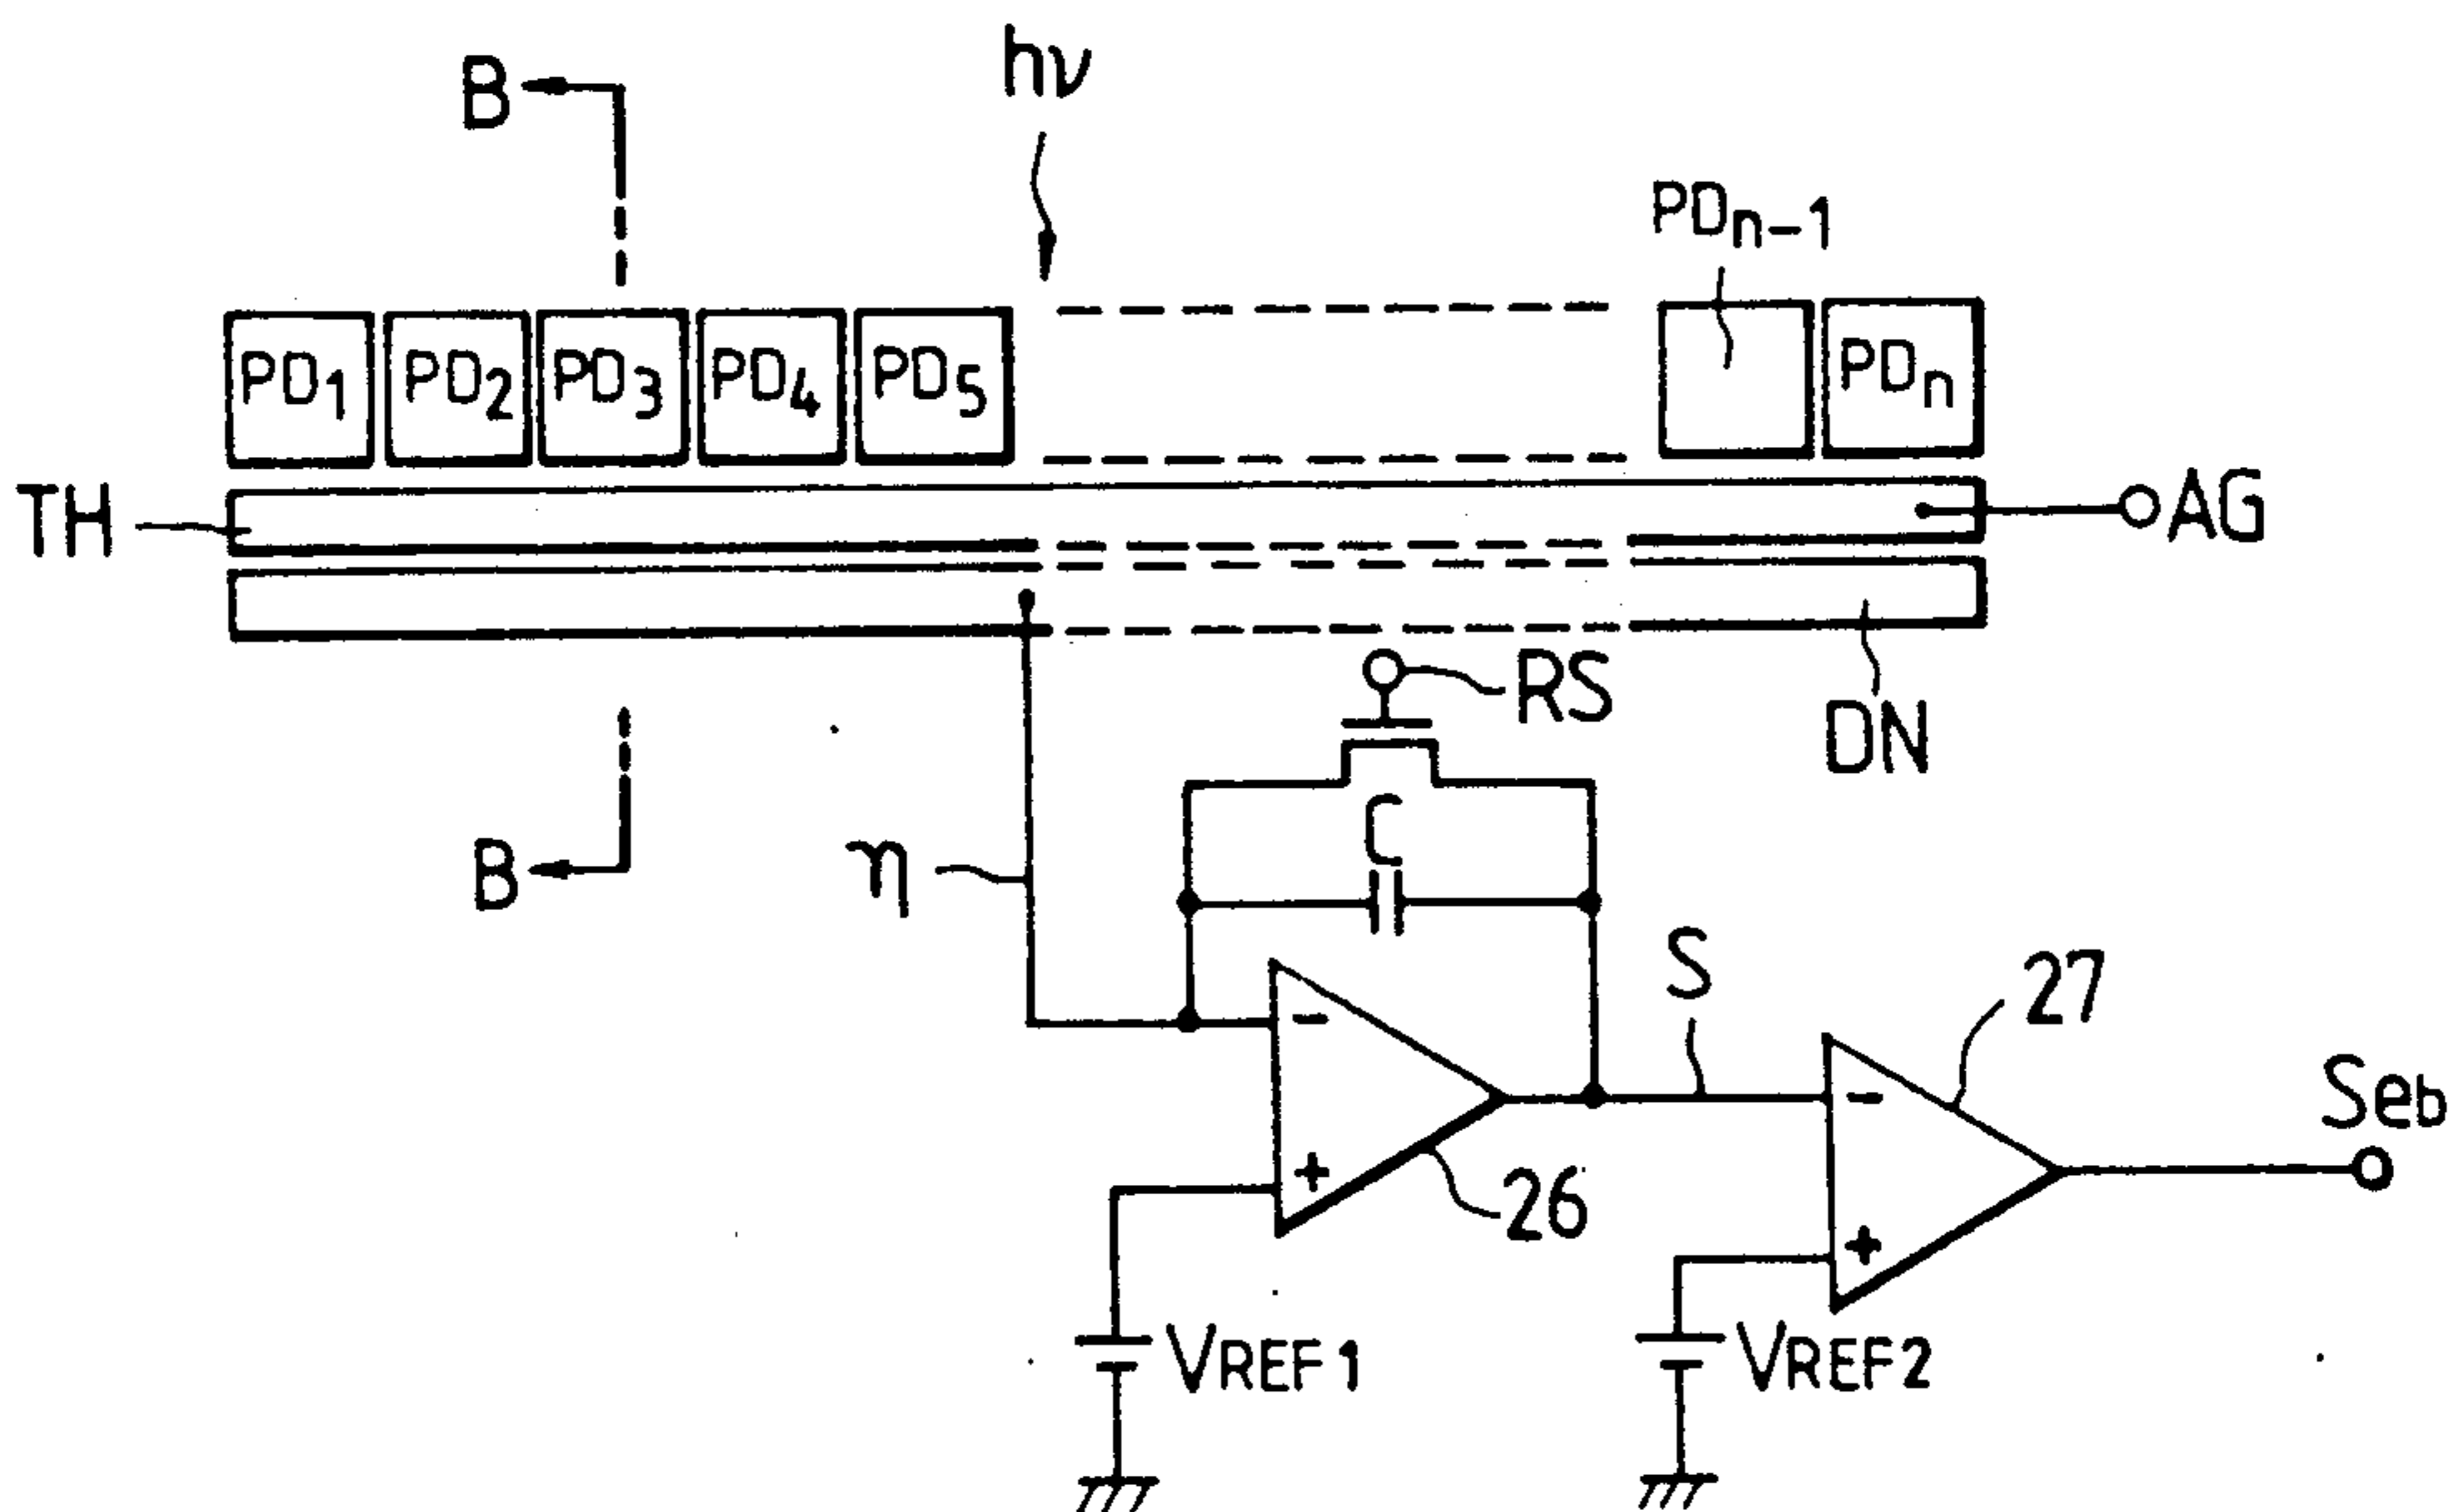 B
hν
PDn-1
PD1 PD2 PD3 PD4 PD5 PDn
TH
AG
RS
DN
C
B
η
S
27
-
-
Seb
+
26
+
VREF1
VREF2